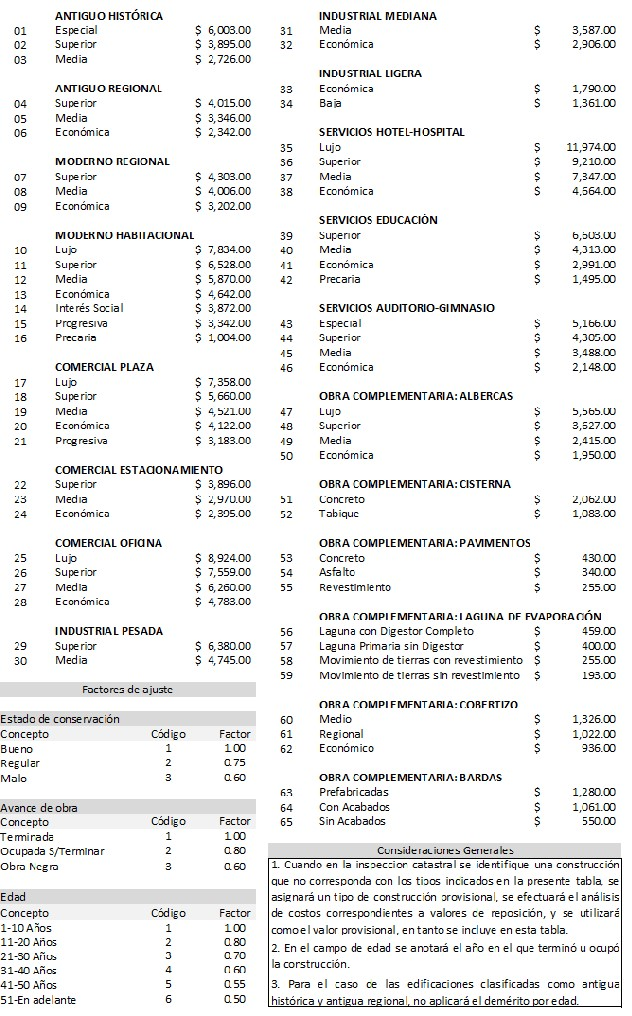 ANTIGUO HISTÓRICA
01 Especial $ 6,003.00
02 Superior $ 3,895.00
03 Media $ 2,726.00
ANTIGUO REGIONAL
04 Superior $ 4,015.00
05 Media $ 3,346.00
06 Económica $ 2,342.00
MODERNO REGIONAL
07 Superior $ 4,303.00
08 Media $ 4,006.00
09 Económica $ 3,202.00
MODERNO HABITACIONAL
10 Lujo $ 7,834.00
11 Superior $ 6,528.00
12 Media $ 5,870.00
13 Económica $ 4,642.00
14 Interés Social $ 3,872.00
15 Progresiva $ 3,342.00
16 Precaria $ 1,004.00
COMERCIAL PLAZA
17 Lujo $ 7,358.00
18 Superior $ 5,660.00
19 Media $ 4,521.00
20 Económica $ 4,122.00
21 Progresiva $ 3,183.00
COMERCIAL ESTACIONAMIENTO
22 Superior $ 3,896.00
23 Media $ 2,970.00
24 Económica $ 2,395.00
COMERCIAL OFICINA
25 Lujo $ 8,924.00
26 Superior $ 7,559.00
27 Media $ 6,260.00
28 Económica $ 4,783.00
INDUSTRIAL PESADA
29 Superior $ 6,380.00
30 Media $ 4,745.00
Factores de ajuste
Estado de conservación
Concepto Código Factor
Bueno 1 1.00
Regular 2 0.75
Malo 3 0.60
Avance de obra
Concepto Código Factor
Terminada 1 1.00
Ocupada S/Terminar 2 0.80
Obra Negra 3 0.60
Edad
Concepto Código Factor
1-10 Años 1 1.00
11-20 Años 2 0.80
21-30 Años 3 0.70
31-40 Años 4 0.60
41-50 Años 5 0.55
51-En adelante 6 0.50
INDUSTRIAL MEDIANA
31 Media $ 3,587.00
32 Económica $ 2,906.00
INDUSTRIAL LIGERA
33 Económica $ 1,790.00
34 Baja $ 1,361.00
SERVICIOS HOTEL-HOSPITAL
35 Lujo $ 11,974.00
36 Superior $ 9,210.00
37 Media $ 7,347.00
38 Económica $ 4,564.00
SERVICIOS EDUCACIÓN
39 Superior $ 6,503.00
40 Media $ 4,313.00
41 Económica $ 2,991.00
42 Precaria $ 1,495.00
SERVICIOS AUDITORIO-GIMNASIO
43 Especial $ 5,166.00
44 Superior $ 4,305.00
45 Media $ 3,488.00
46 Económica $ 2,148.00
OBRA COMPLEMENTARIA: ALBERCAS
47 Lujo $ 5,565.00
48 Superior $ 3,527.00
49 Media $ 2,415.00
50 Económica $ 1,950.00
OBRA COMPLEMENTARIA: CISTERNA
51 Concreto $ 2,062.00
52 Tabique $ 1,083.00
OBRA COMPLEMENTARIA: PAVIMENTOS
53 Concreto $ 430.00
54 Asfalto $ 340.00
55 Revestimiento $ 255.00
OBRA COMPLEMENTARIA: LAGUNA DE EVAPORACIÓN
56 Laguna con Digestor Completo $ 459.00
57 Laguna Primaria sin Digestor $ 400.00
58 Movimiento de tierras con revestimiento $ 255.00
59 Movimiento de tierras sin revestimiento $ 193.00
OBRA COMPLEMENTARIA: COBERTIZO
60 Medio $ 1,326.00
61 Regional $ 1,022.00
62 Económico $ 936.00
OBRA COMPLEMENTARIA: BARDAS
63 Prefabricadas $ 1,280.00
64 Con Acabados $ 1,061.00
65 Sin Acabados $ 550.00
Consideraciones Generales
1. Cuando en la inspeccion catastral se identifique una construcción
que no corresponda con los tipos indicados en la presente tabla, se
asignará un tipo de construcción provisional, se efectuará el análisis
de costos correspondientes a valores de reposición, y se utilizará
como el valor provisional, en tanto se incluye en esta tabla.
2. En el campo de edad se anotará el año en el que terminó u ocupó
la construcción.
3. Para el caso de las edificaciones clasificadas como antigua
histórica y antigua regional, no aplicará el demérito por edad.